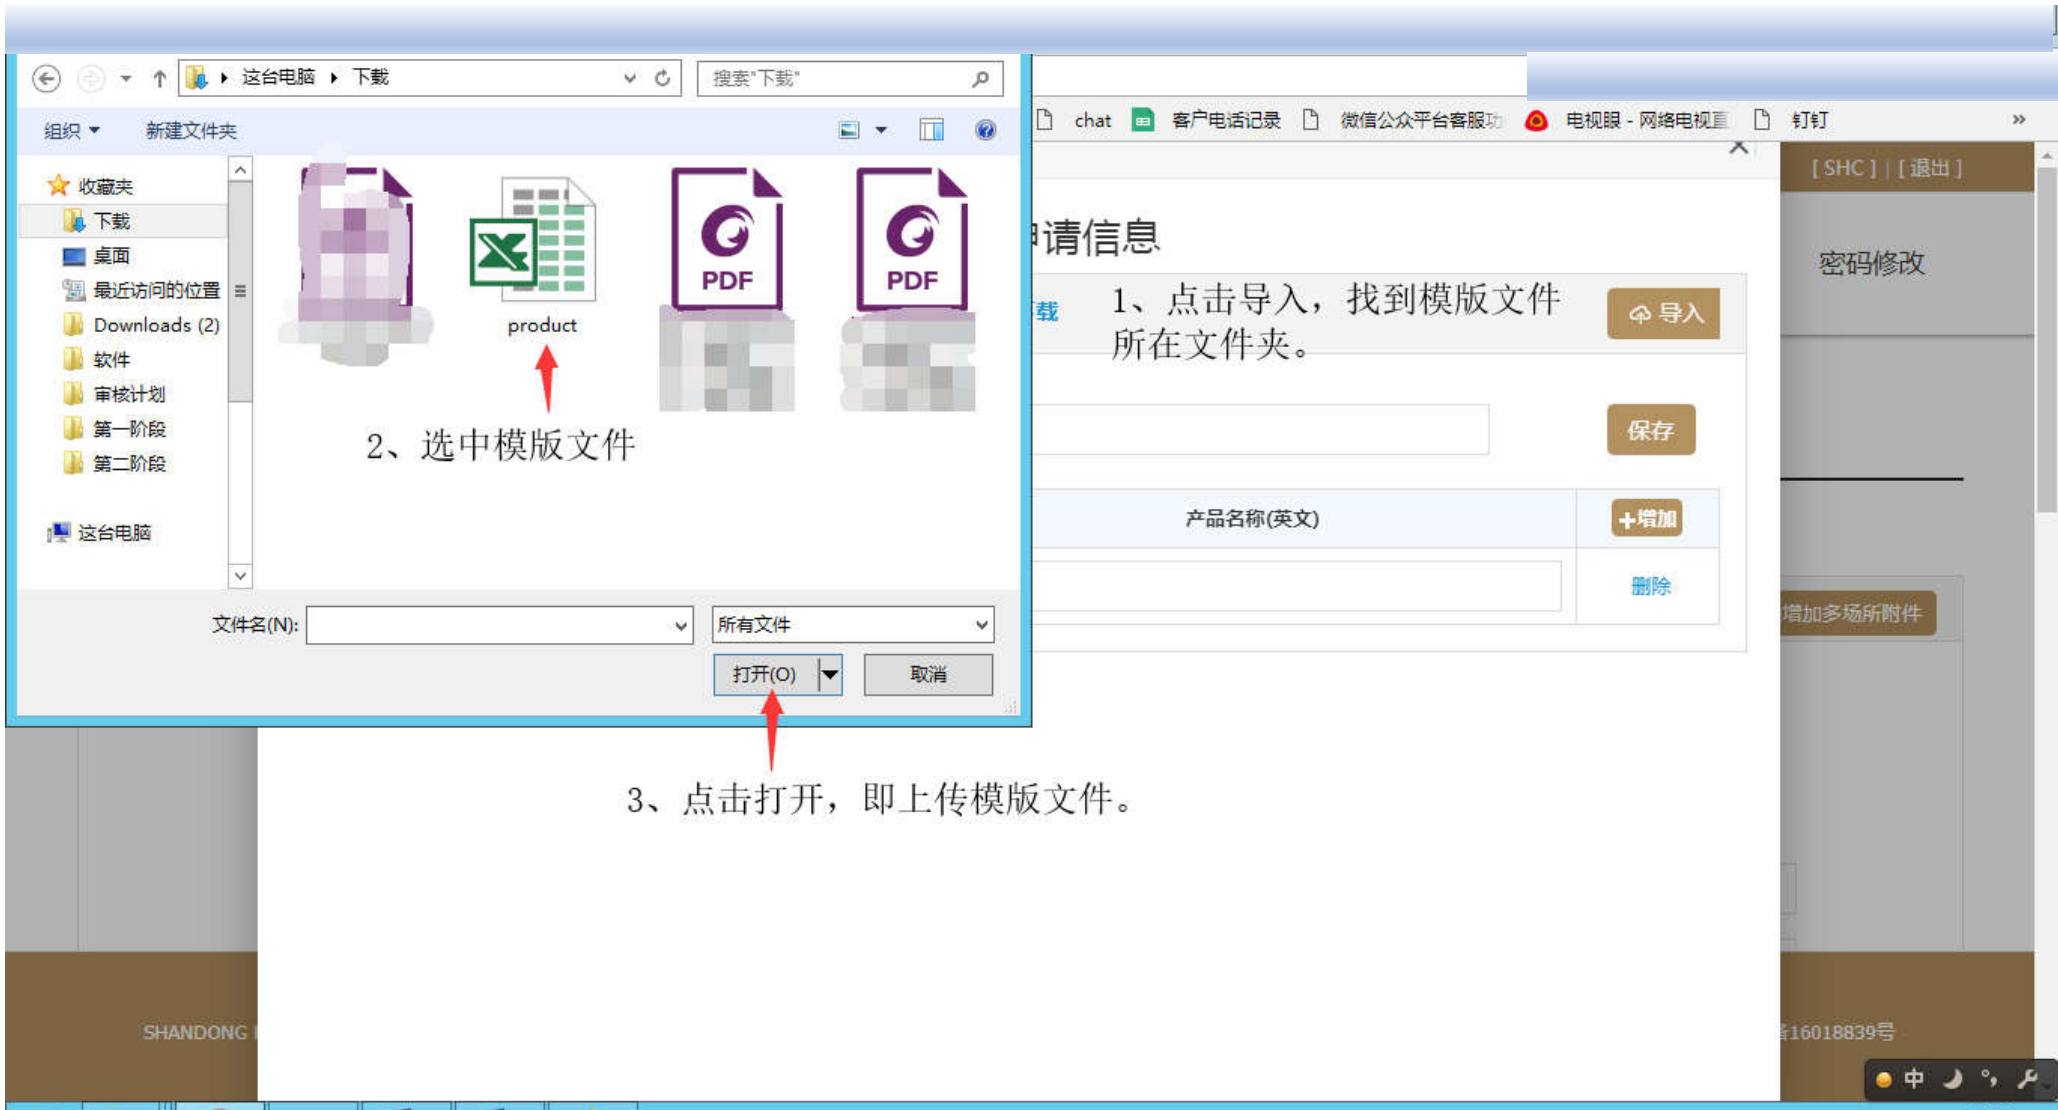 这台电脑 下载
搜索"下载"
组织
新建文件夹
chat
客户电话记录
微信公众平台客服功
电视眼 - 网络电视直
钉钉
»
收藏夹
下载
桌面
最近访问的位置
Downloads (2)
软件
审核计划
第一阶段
第二阶段
这台电脑
product
PDF
PDF
2、选中模版文件
文件名(N):
所有文件
打开(O)
取消
3、点击打开，即上传模版文件。
[ SHC ] | [ 退出 ]
密码修改
请信息
载
1、点击导入，找到模版文件
所在文件夹。
导入
保存
产品名称(英文)
+增加
删除
增加多场所附件
SHANDONG
16018839号
中